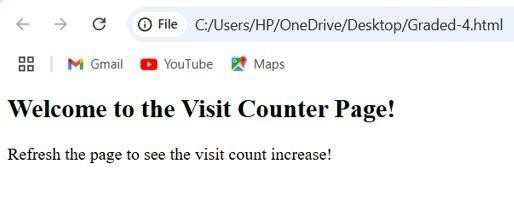 File C:/Users/HP/OneDrive/Desktop/Graded-4.html
Gmail YouTube Maps
Welcome to the Visit Counter Page!
Refresh the page to see the visit count increase!